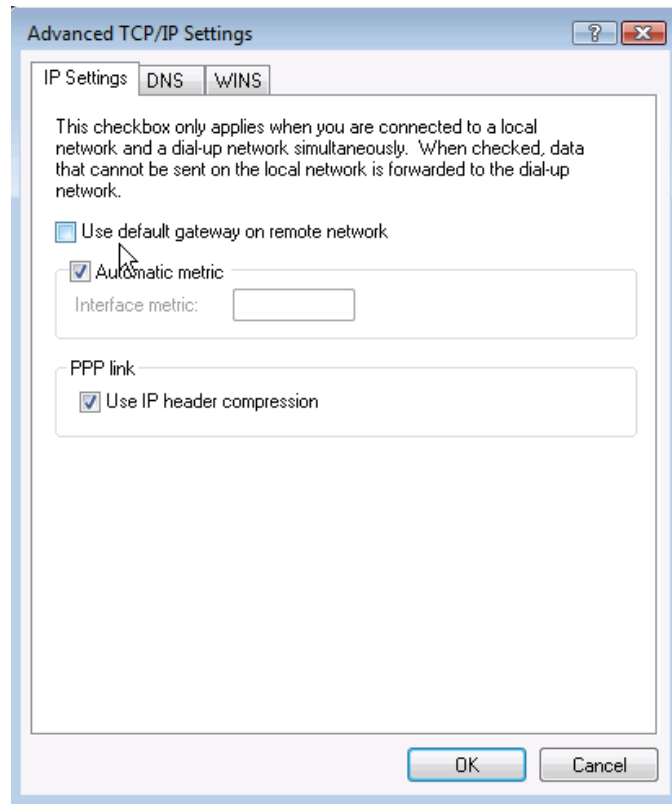 Advanced TCP/IP Settings
IP Settings DNS WINS
This checkbox only applies when you are connected to a local
network and a dial-up network simultaneously. When checked, data
that cannot be sent on the local network is forwarded to the dial-up
network.
Use default gateway on remote network
Automatic metric
Interface metric:
PPP link
Use IP header compression
OK Cancel